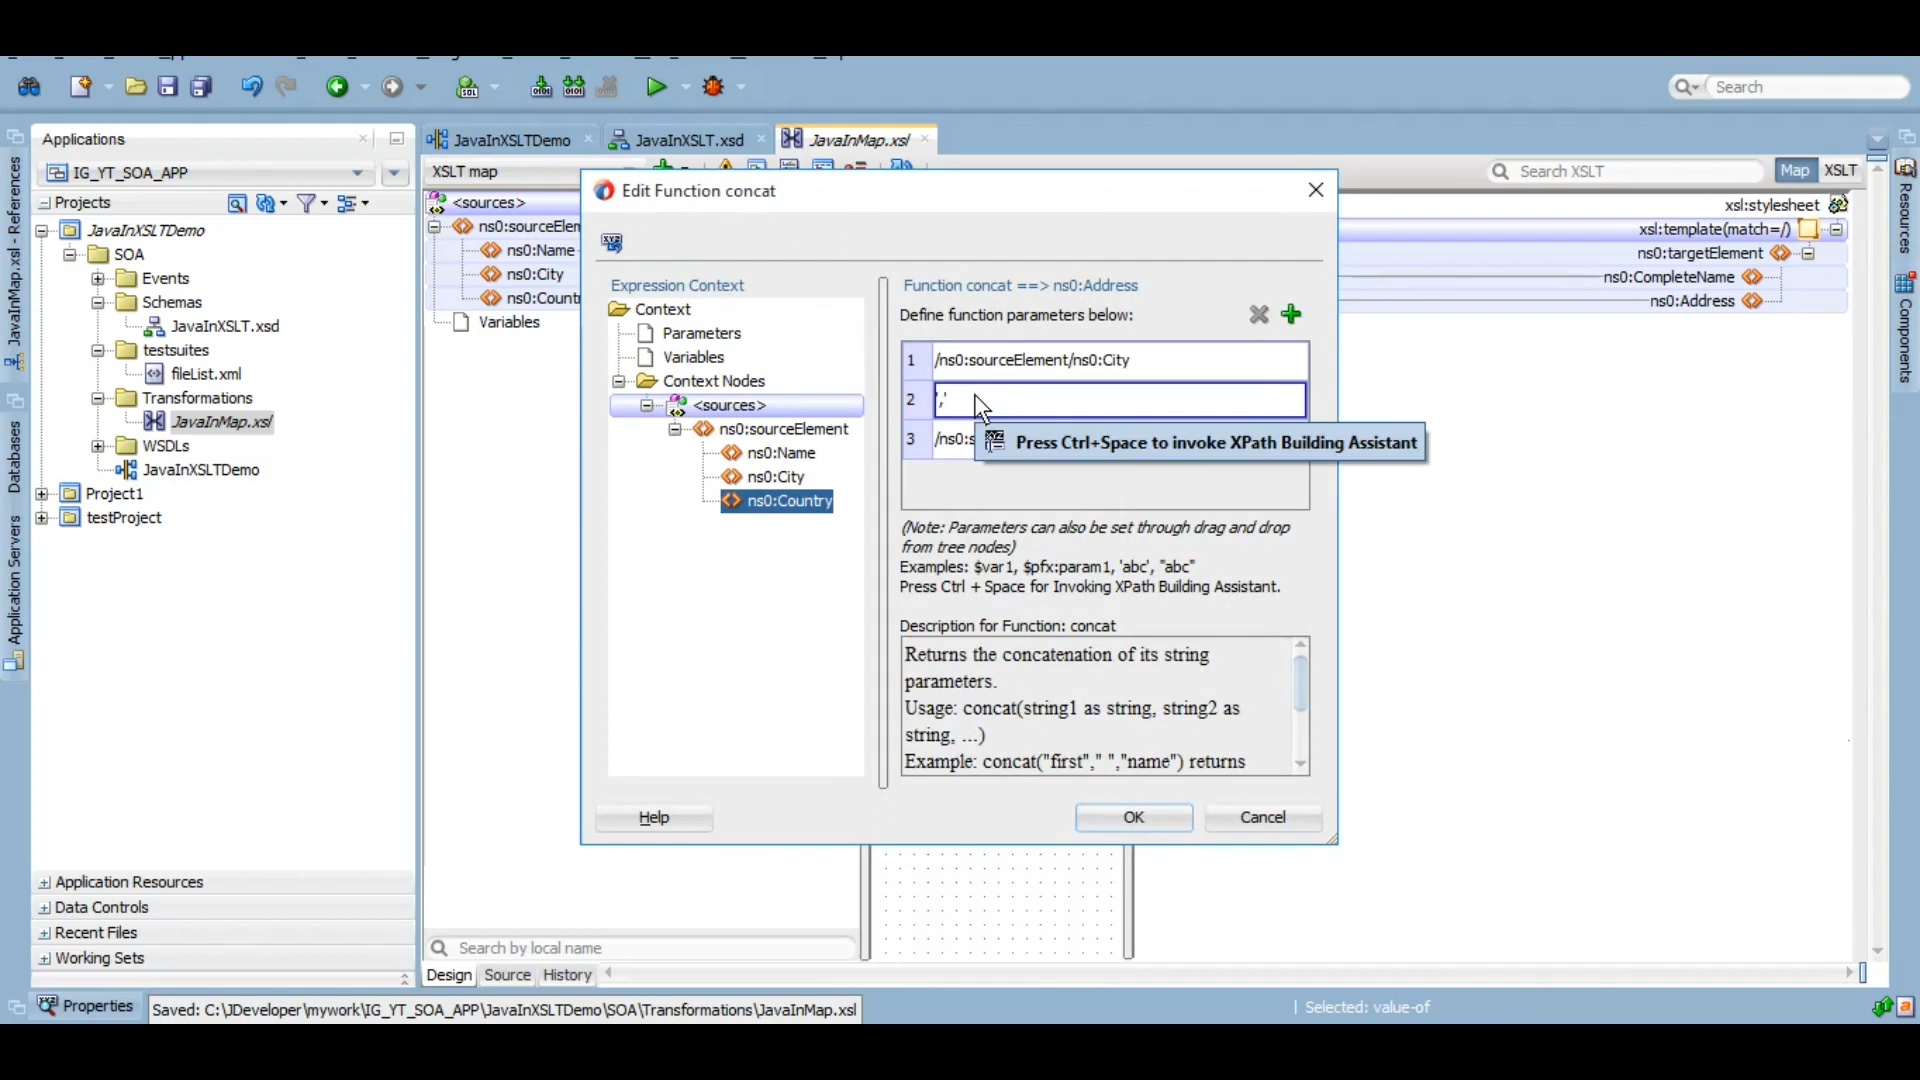 Search
Applications
JavaInXSLTDemo
JavaInXSLT.xsd
JavaInMap.xsl
IG_YT_SOA_APP
XSLT map
Edit Function concat
Search XSLT
Map
XSLT
Projects
<sources>
xsl:stylesheet
JavaInXSLTDemo
ns0:sourceElen
xsl:template(match=/)
SOA
ns0:Name
ns0:targetElement
Events
ns0:City
Expression Context
Function concat ==> ns0:Address
ns0:CompleteName
Schemas
ns0:Count
Context
Define function parameters below:
ns0:Address
JavaInXSLT.xsd
Variables
Parameters
testsuites
Variables
1 /ns0:sourceElement/ns0:City
fileList.xml
Context Nodes
Transformations
<sources>
2 ','
JavaInMap.xsl
ns0:sourceElement
3 /ns0:s
Press Ctrl+Space to invoke XPath Building Assistant
WSDLs
ns0:Name
JavaInXSLTDemo
ns0:City
Project1
ns0:Country
testProject
(Note: Parameters can also be set through drag and drop
from tree nodes)
Examples: $var1, $pfx:param1, 'abc', "abc"
Press Ctrl + Space for Invoking XPath Building Assistant.
Description for Function: concat
Returns the concatenation of its string
parameters.
Usage: concat(string1 as string, string2 as
string, ...)
Example: concat("first"," ","name") returns
Help
OK
Cancel
Application Resources
Data Controls
Recent Files
Working Sets
Search by local name
Design
Source
History
Properties
Saved: C:\JDeveloper\mywork\IG_YT_SOA_APP\JavaInXSLTDemo\SOA\Transformations\JavaInMap.xsl
Selected: value-of
JavaInMap.xsl - References
Databases
Application Servers
Resources
Components